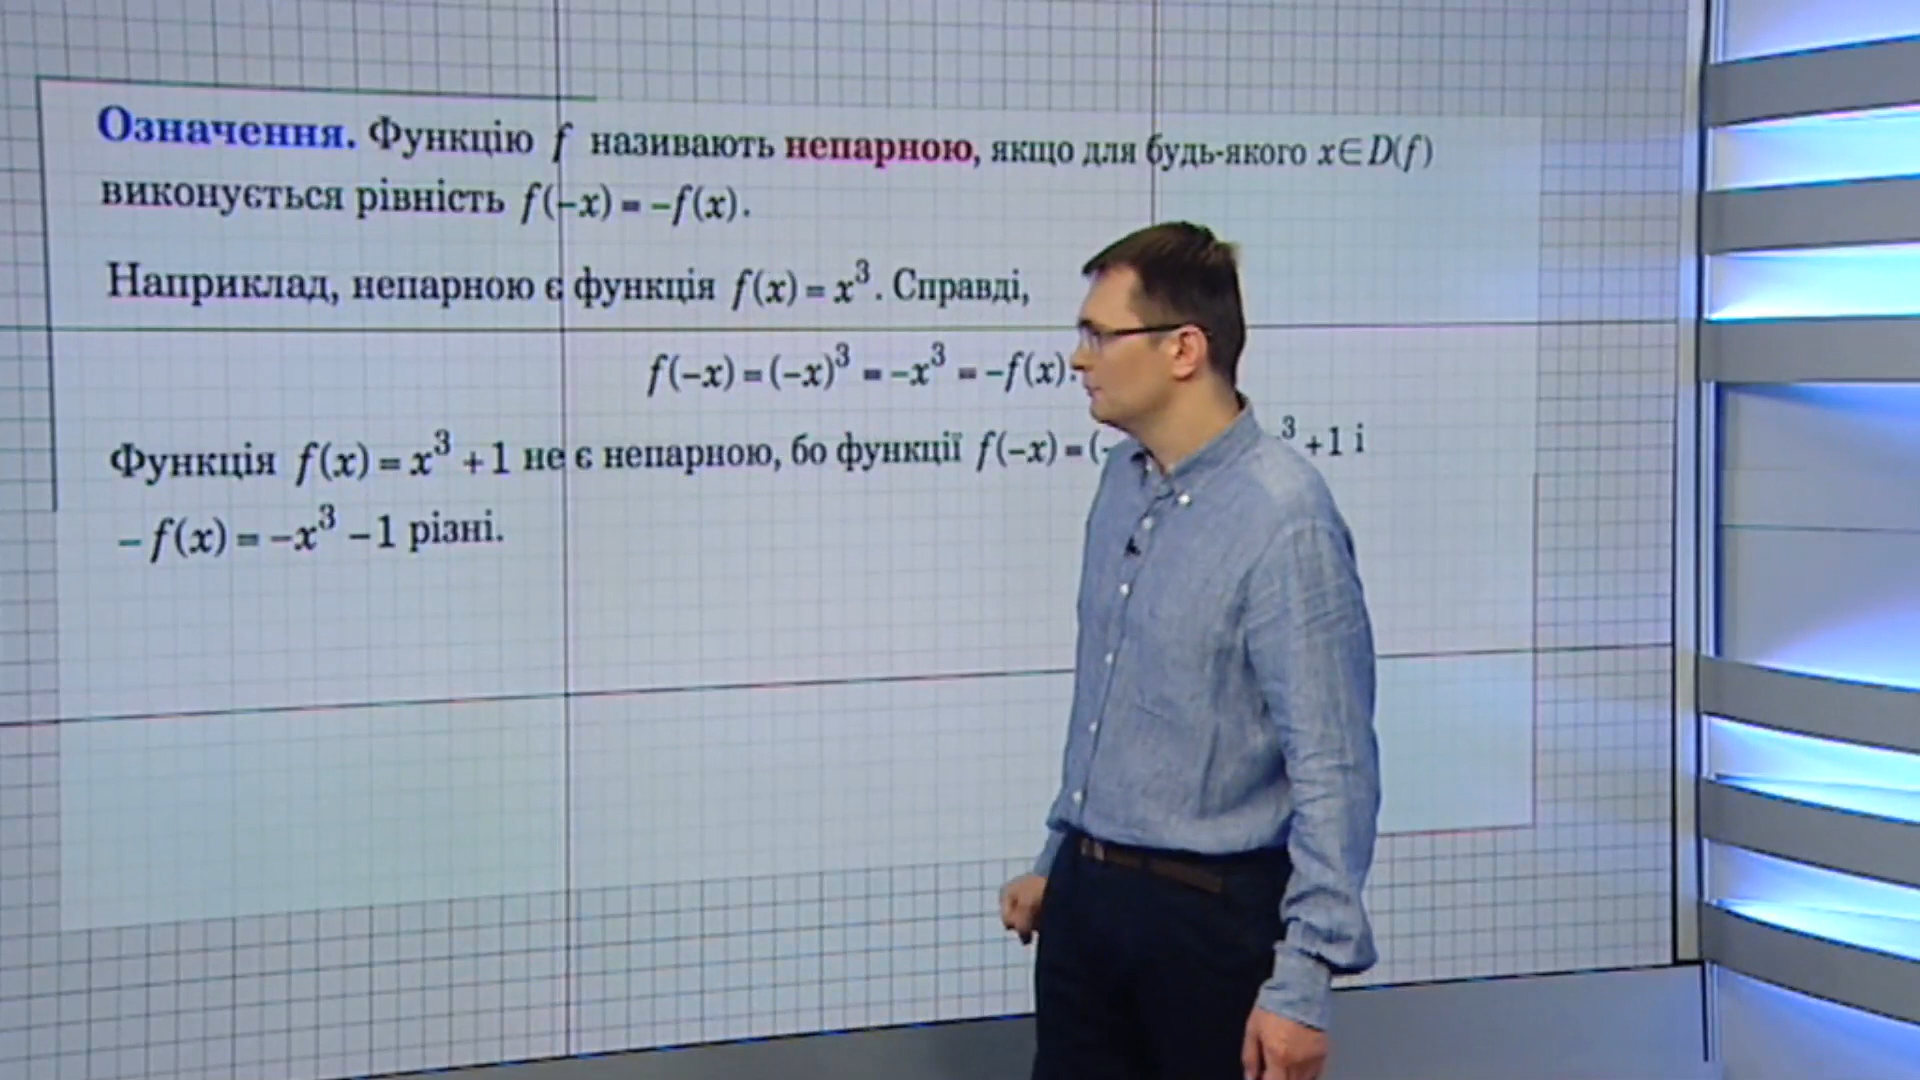 Означення. Функцію f називають непарною, якщо для будь-якого x∈D(f)
виконується рівність f(−x) = −f(x).
Наприклад, непарною є функція f(x) = x³. Справді,
f(−x) = (−x)³ = −x³ = −f(x).
Функція f(x) = x³ + 1 не є непарною, бо функції f(−x) = (- ³ +1 і
− f(x) = −x³ − 1 різні.